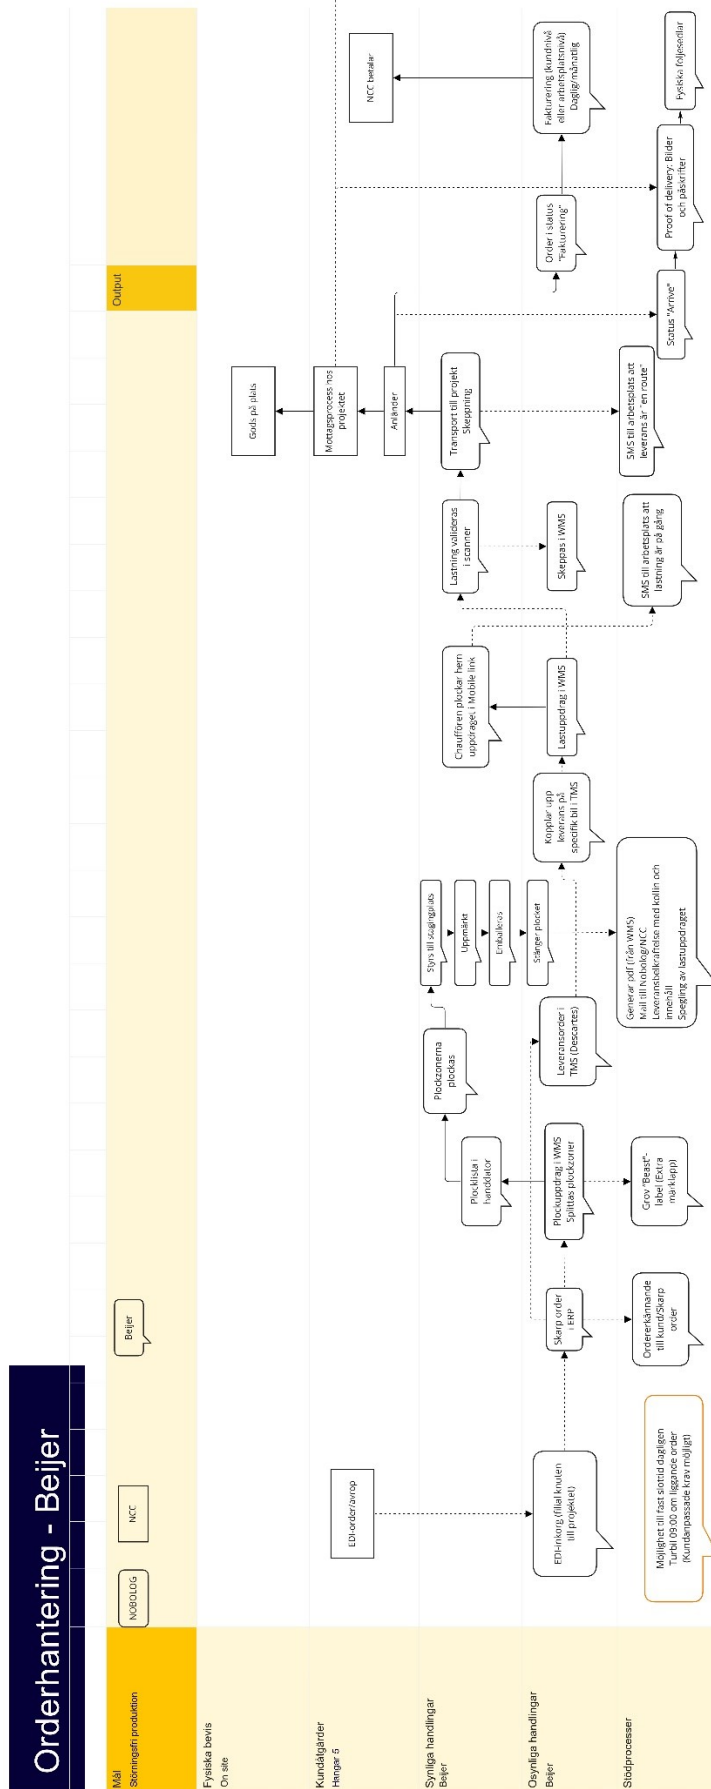 Orderhantering - Beijer
Mål
Störningsfri produktion
NOBOLOG
NCC
Beijer
Output
Fysiska bevis
On site
Gods på plats
Kundåtgärder
Hangar 5
EDI-order/avrop
Mottagsprocess hos
projektet
NCC betalar
Anländer
Synliga handlingar
Beijer
Plocklista i
handdator
Plockzonerna
plockas
Styrs till stagingplats
Uppmärkt
Emballeras
Chauffören plockar hem
uppdraget i Mobile link
Lastning valideras
i scanner
Transport till projekt
Skeppning
Osynliga handlingar
Beijer
EDI-inkorg (filial knuten
till projektet)
Skarp order
i ERP
Plockuppdrag i WMS
Splittas plockzoner
Leveransorder i
TMS (Descartes)
Stänger plocket
Kopplar upp
leverans på
specifik bil i TMS
Lastuppdrag i WMS
Skeppas i WMS
Order i status
"Fakturering"
Fakturering (kundnivå
eller arbetsplatsnivå)
Daglig/månatlig
Stödprocesser
Möjlighet till fast slottid dagligen
Turbil 09:00 om liggande order
(Kundanpassade krav möjligt)
Ordererkännande
till kund/Skarp
order
Grov "Beast"-
label (Extra
märklapp)
Generar pdf (från WMS)
Mail till Nobolog/NCC
Leveransbekräftelse med kollin och
innehåll
Spegling av lastuppdraget
SMS till arbetsplats att
lastning är på gång
SMS till arbetsplats att
leverans är "en route"
Status "Arrive"
Proof of delivery: Bilder
och påskrifter
Fysiska följesedlar